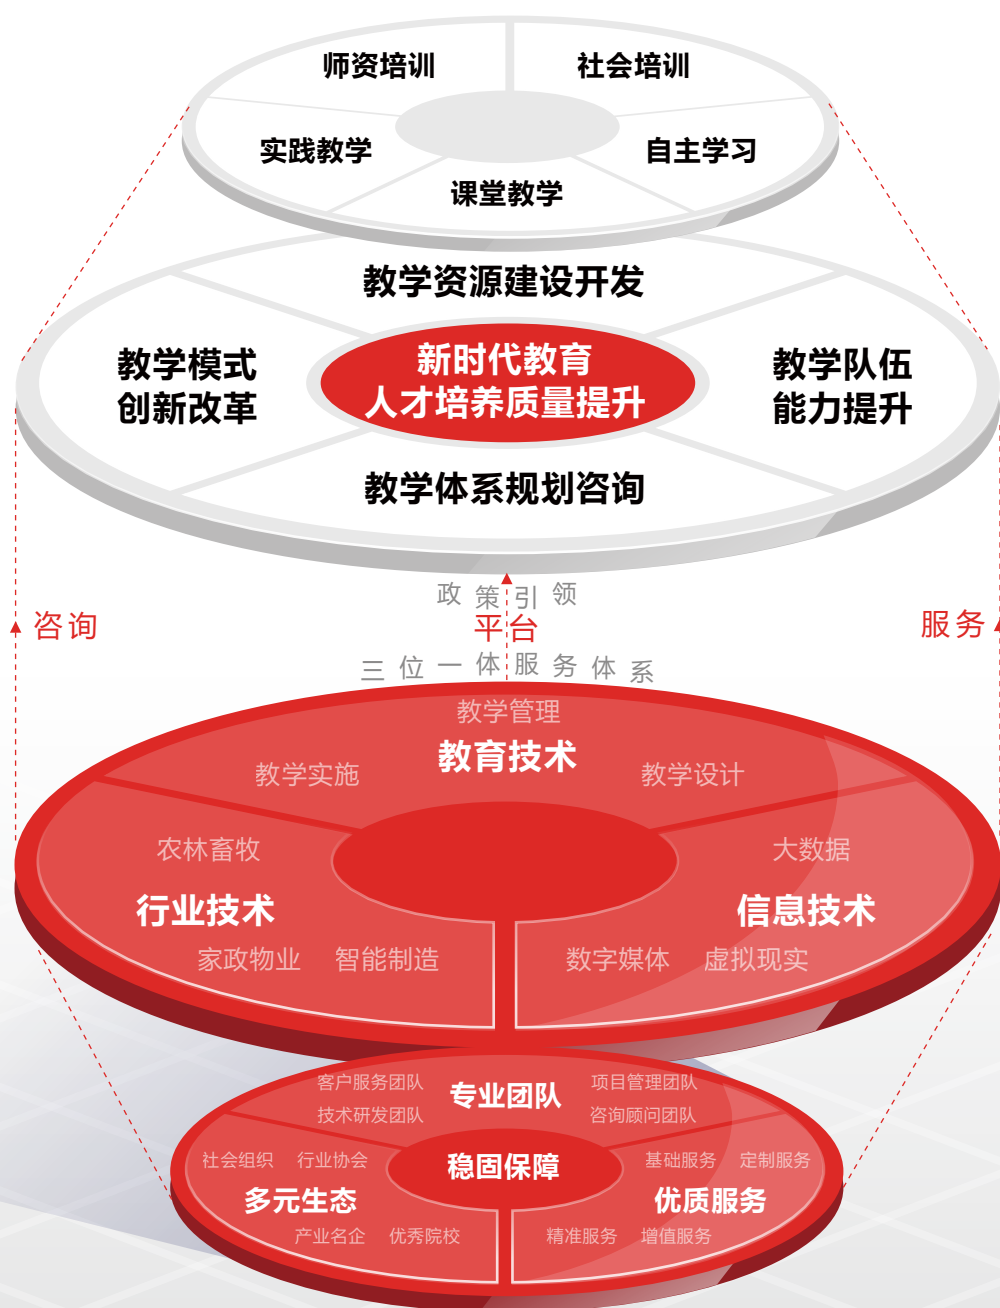 师资培训
社会培训
实践教学
自主学习
课堂教学
教学资源建设开发
教学模式
创新改革
新时代教育
人才培养质量提升
教学队伍
能力提升
教学体系规划咨询
政策引领
咨询
平台
服务
三位一体服务体系
教学管理
教育技术
教学实施
教学设计
农林畜牧
大数据
行业技术
信息技术
家政物业
智能制造
数字媒体
虚拟现实
客户服务团队
专业团队
项目管理团队
技术研发团队
咨询顾问团队
稳固保障
社会组织
行业协会
基础服务
定制服务
多元生态
优质服务
产业名企
优秀院校
精准服务
增值服务